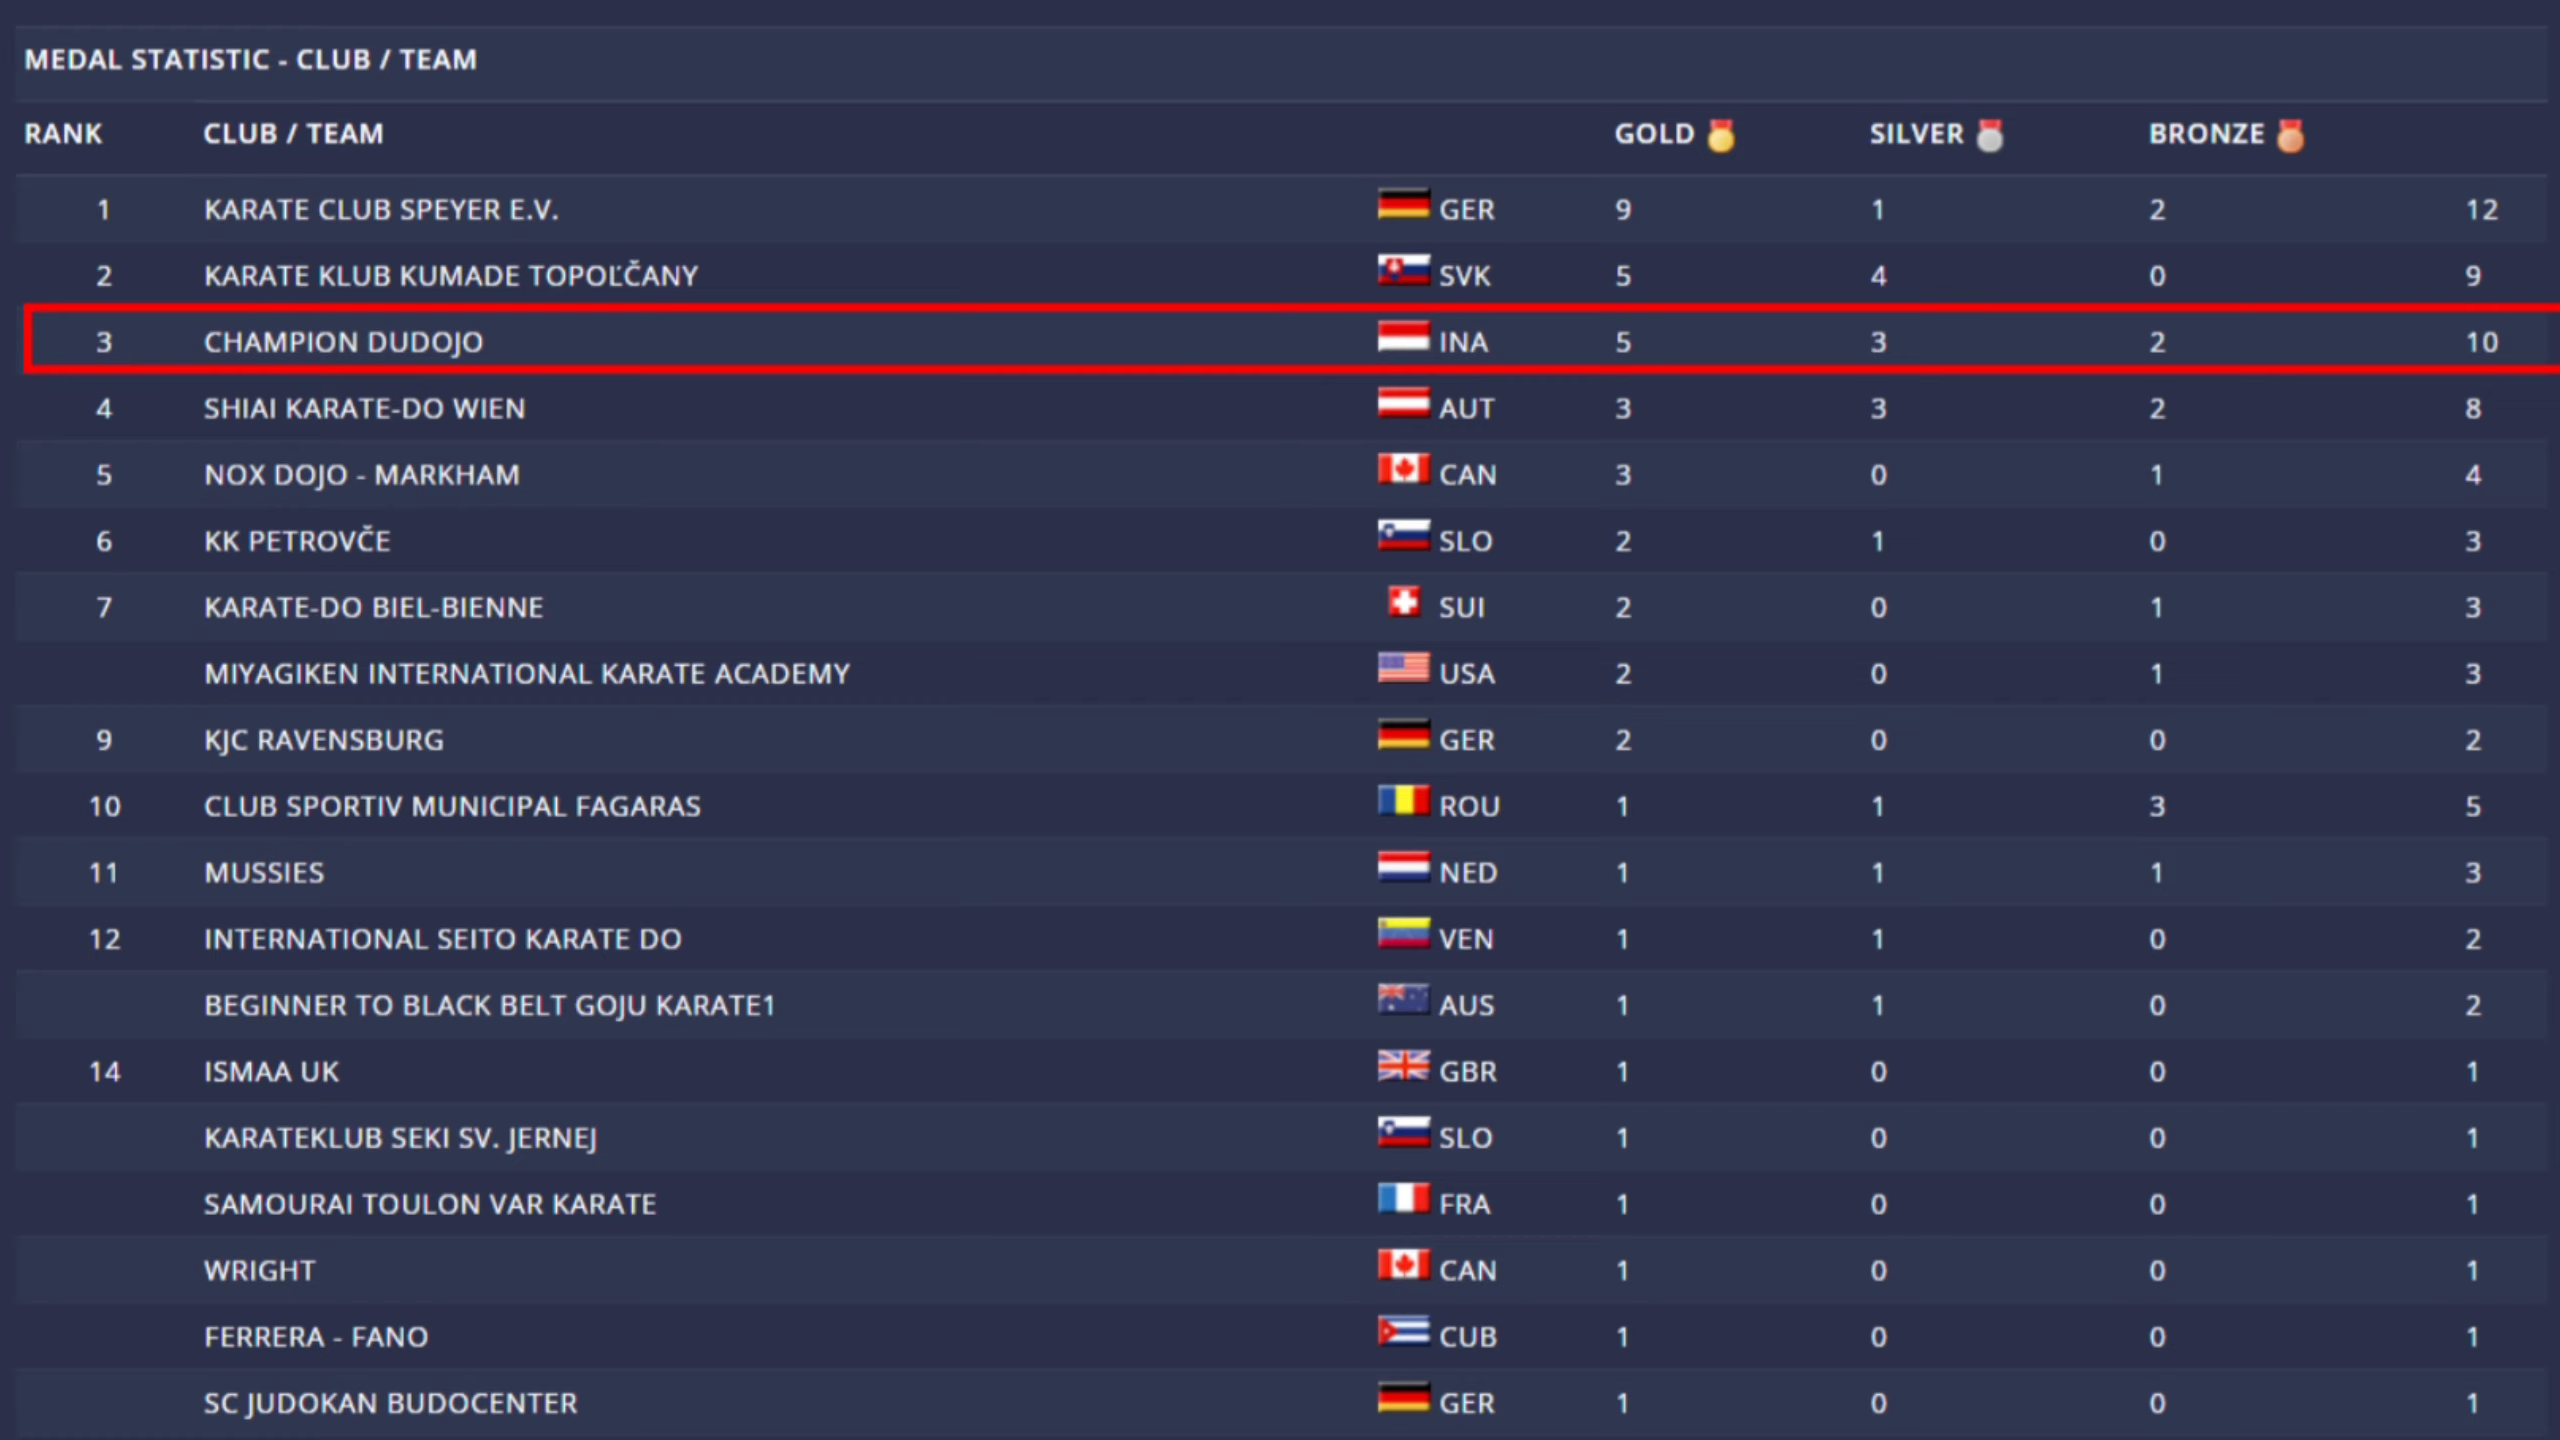 MEDAL STATISTIC - CLUB / TEAM
RANK CLUB / TEAM GOLD SILVER BRONZE
1 KARATE CLUB SPEYER E.V. GER 9 1 2 12
2 KARATE KLUB KUMADE TOPOĽČANY SVK 5 4 0 9
3 CHAMPION DUDOJO INA 5 3 2 10
4 SHIAI KARATE-DO WIEN AUT 3 3 2 8
5 NOX DOJO - MARKHAM CAN 3 0 1 4
6 KK PETROVČE SLO 2 1 0 3
7 KARATE-DO BIEL-BIENNE SUI 2 0 1 3
MIYAGIKEN INTERNATIONAL KARATE ACADEMY USA 2 0 1 3
9 KJC RAVENSBURG GER 2 0 0 2
10 CLUB SPORTIV MUNICIPAL FAGARAS ROU 1 1 3 5
11 MUSSIES NED 1 1 1 3
12 INTERNATIONAL SEITO KARATE DO VEN 1 1 0 2
BEGINNER TO BLACK BELT GOJU KARATE1 AUS 1 1 0 2
14 ISMAA UK GBR 1 0 0 1
KARATEKLUB SEKI SV. JERNEJ SLO 1 0 0 1
SAMOURAI TOULON VAR KARATE FRA 1 0 0 1
WRIGHT CAN 1 0 0 1
FERRERA - FANO CUB 1 0 0 1
SC JUDOKAN BUDOCENTER GER 1 0 0 1